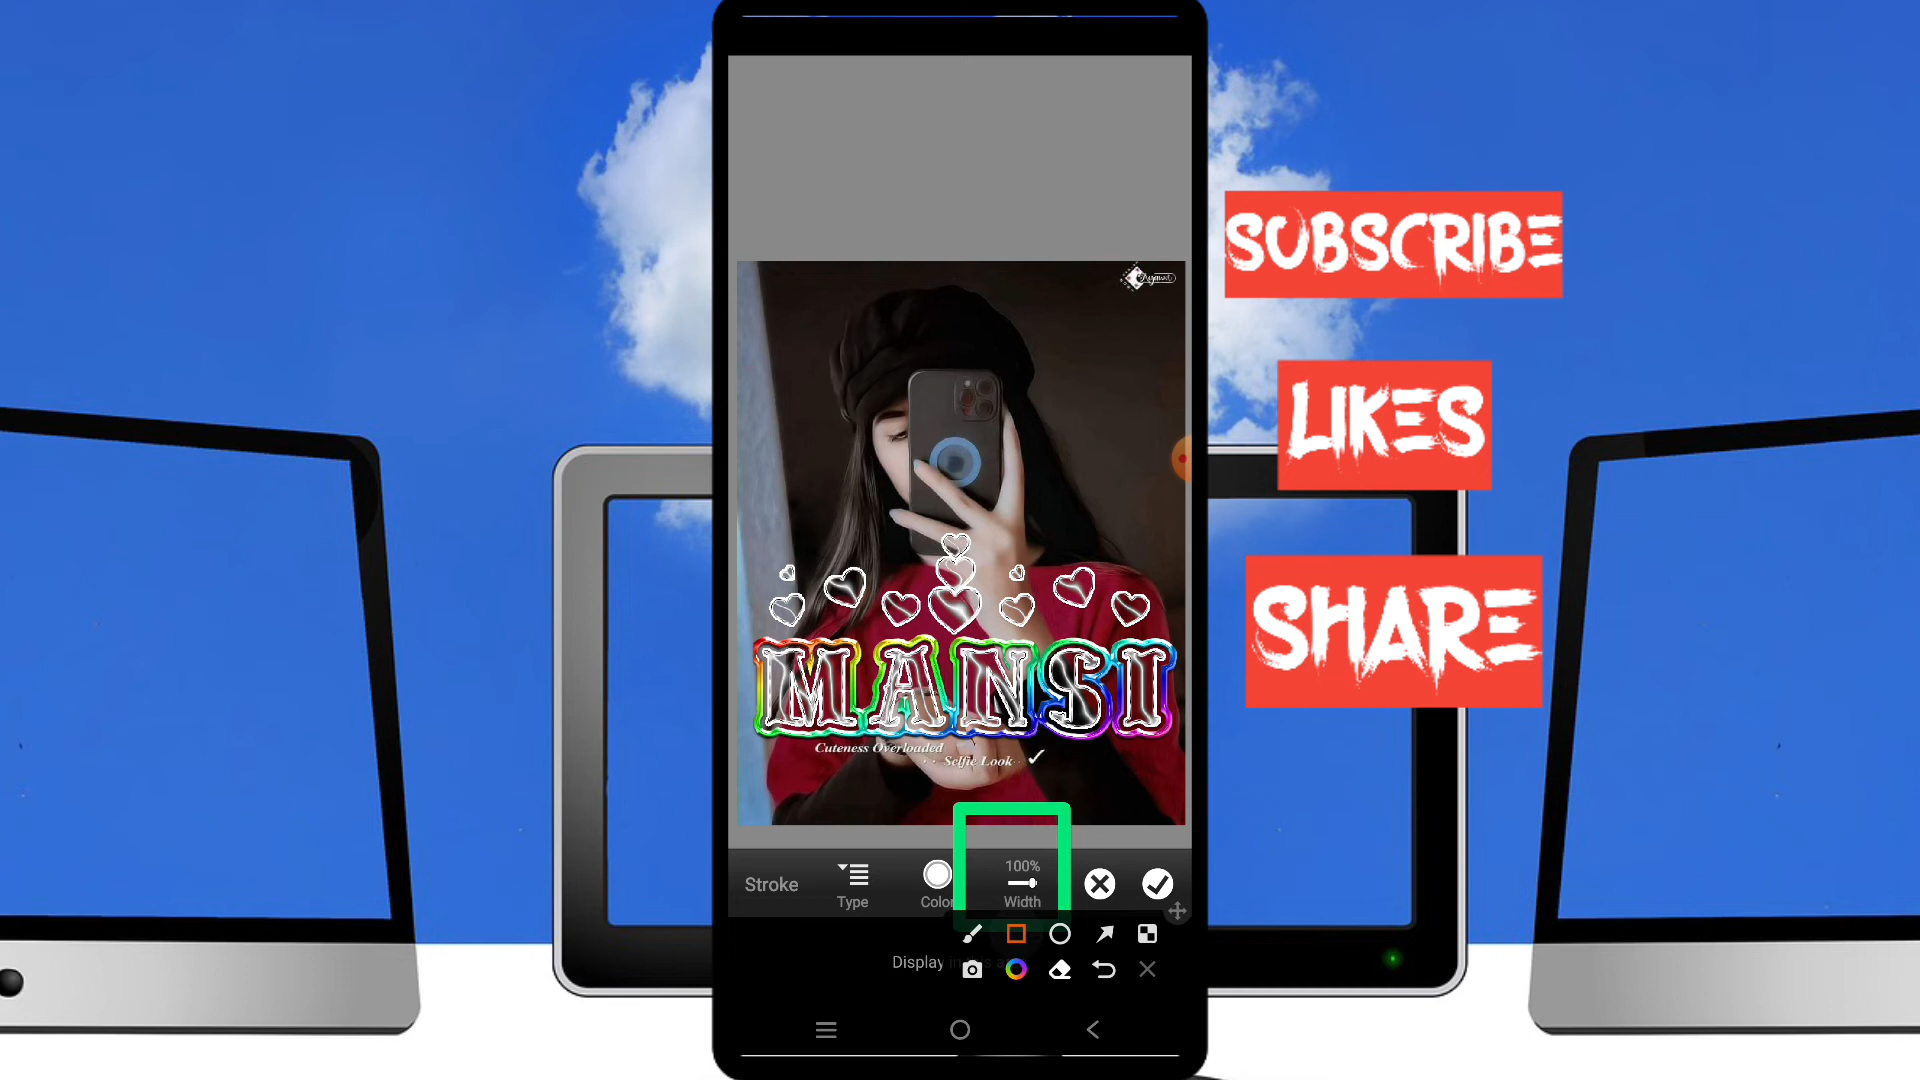 SUBSCRIBE
LIKES
SHARE
MANSI
Cuteness Overloaded
Selfie Look
Stroke
Type
Color
100%
Width
Display